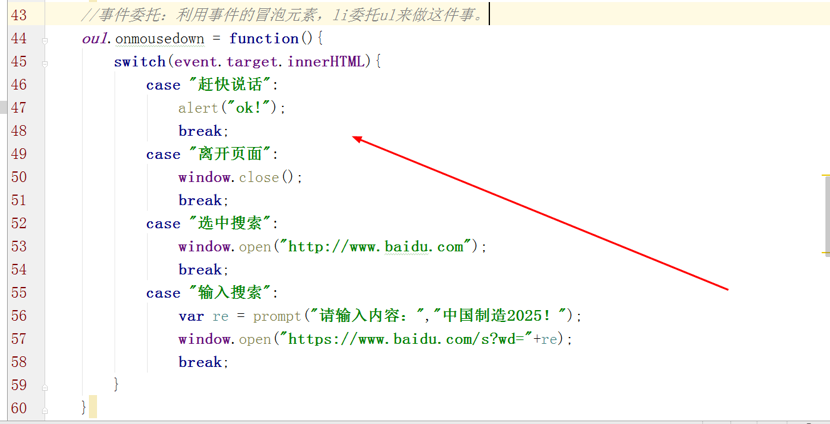 43 //事件委托：利用事件的冒泡元素，li委托ul来做这件事。
44 oul.onmousedown = function(){
45 switch(event.target.innerHTML){
46 case "赶快说话":
47 alert("ok!");
48 break;
49 case "离开页面":
50 window.close();
51 break;
52 case "选中搜索":
53 window.open("http://www.baidu.com");
54 break;
55 case "输入搜索":
56 var re = prompt("请输入内容：","中国制造2025！");
57 window.open("https://www.baidu.com/s?wd="+re);
58 break;
59 }
60 }